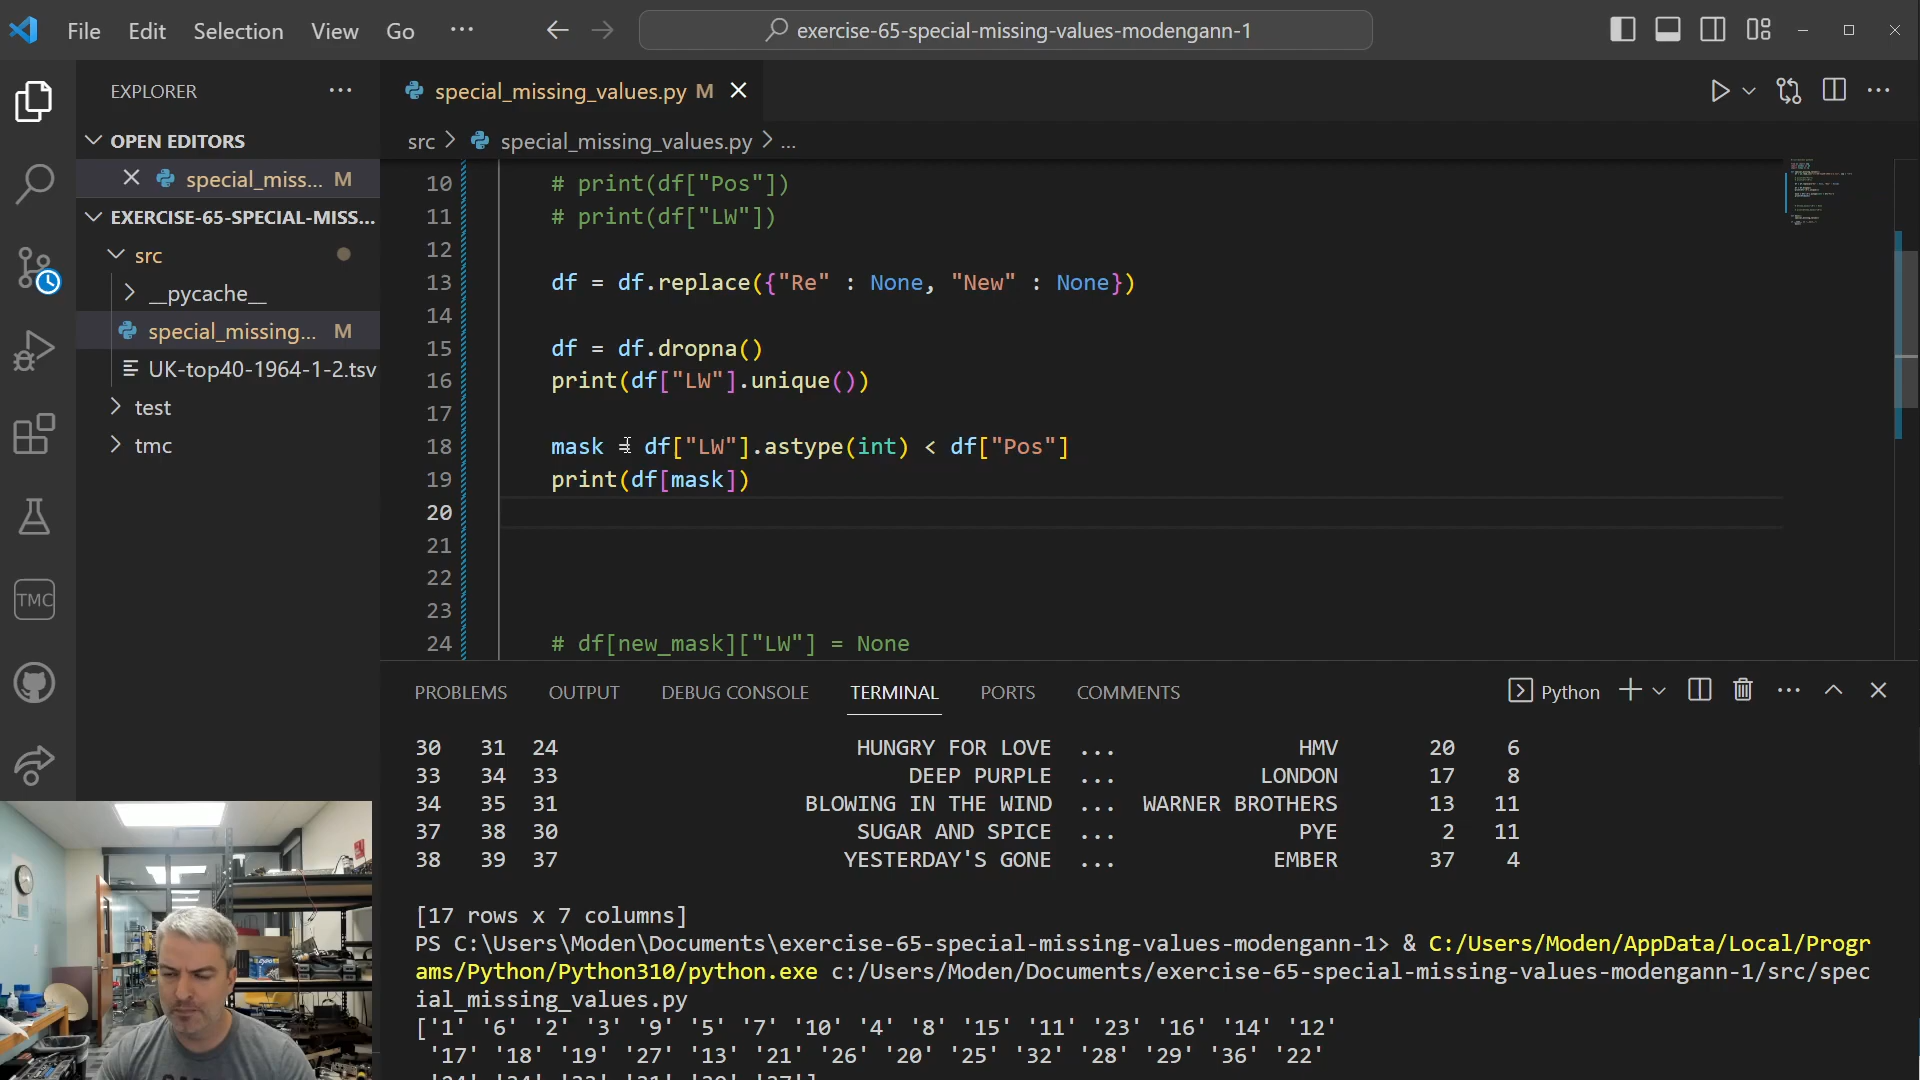 File Edit Selection View Go ... exercise-65-special-missing-values-modengann-1
EXPLORER ...
OPEN EDITORS
special_miss... M
EXERCISE-65-SPECIAL-MISS...
src
__pycache__
special_missing... M
UK-top40-1964-1-2.tsv
test
tmc
TMC
special_missing_values.py M
src > special_missing_values.py > ...
10 # print(df["Pos"])
11 # print(df["LW"])
12
13 df = df.replace({"Re" : None, "New" : None})
14
15 df = df.dropna()
16 print(df["LW"].unique())
17
18 mask = df["LW"].astype(int) < df["Pos"]
19 print(df[mask])
20
21
22
23
24 # df[new_mask]["LW"] = None
PROBLEMS OUTPUT DEBUG CONSOLE TERMINAL PORTS COMMENTS Python
30 31 24 HUNGRY FOR LOVE ... HMV 20 6
33 34 33 DEEP PURPLE ... LONDON 17 8
34 35 31 BLOWING IN THE WIND ... WARNER BROTHERS 13 11
37 38 30 SUGAR AND SPICE ... PYE 2 11
38 39 37 YESTERDAY'S GONE ... EMBER 37 4
[17 rows x 7 columns]
PS C:\Users\Moden\Documents\exercise-65-special-missing-values-modengann-1> & C:/Users/Moden/AppData/Local/Progr
ams/Python/Python310/python.exe c:/Users/Moden/Documents/exercise-65-special-missing-values-modengann-1/src/spec
ial_missing_values.py
['1' '6' '2' '3' '9' '5' '7' '10' '4' '8' '15' '11' '23' '16' '14' '12'
'17' '18' '19' '27' '13' '21' '26' '20' '25' '32' '28' '29' '36' '22'